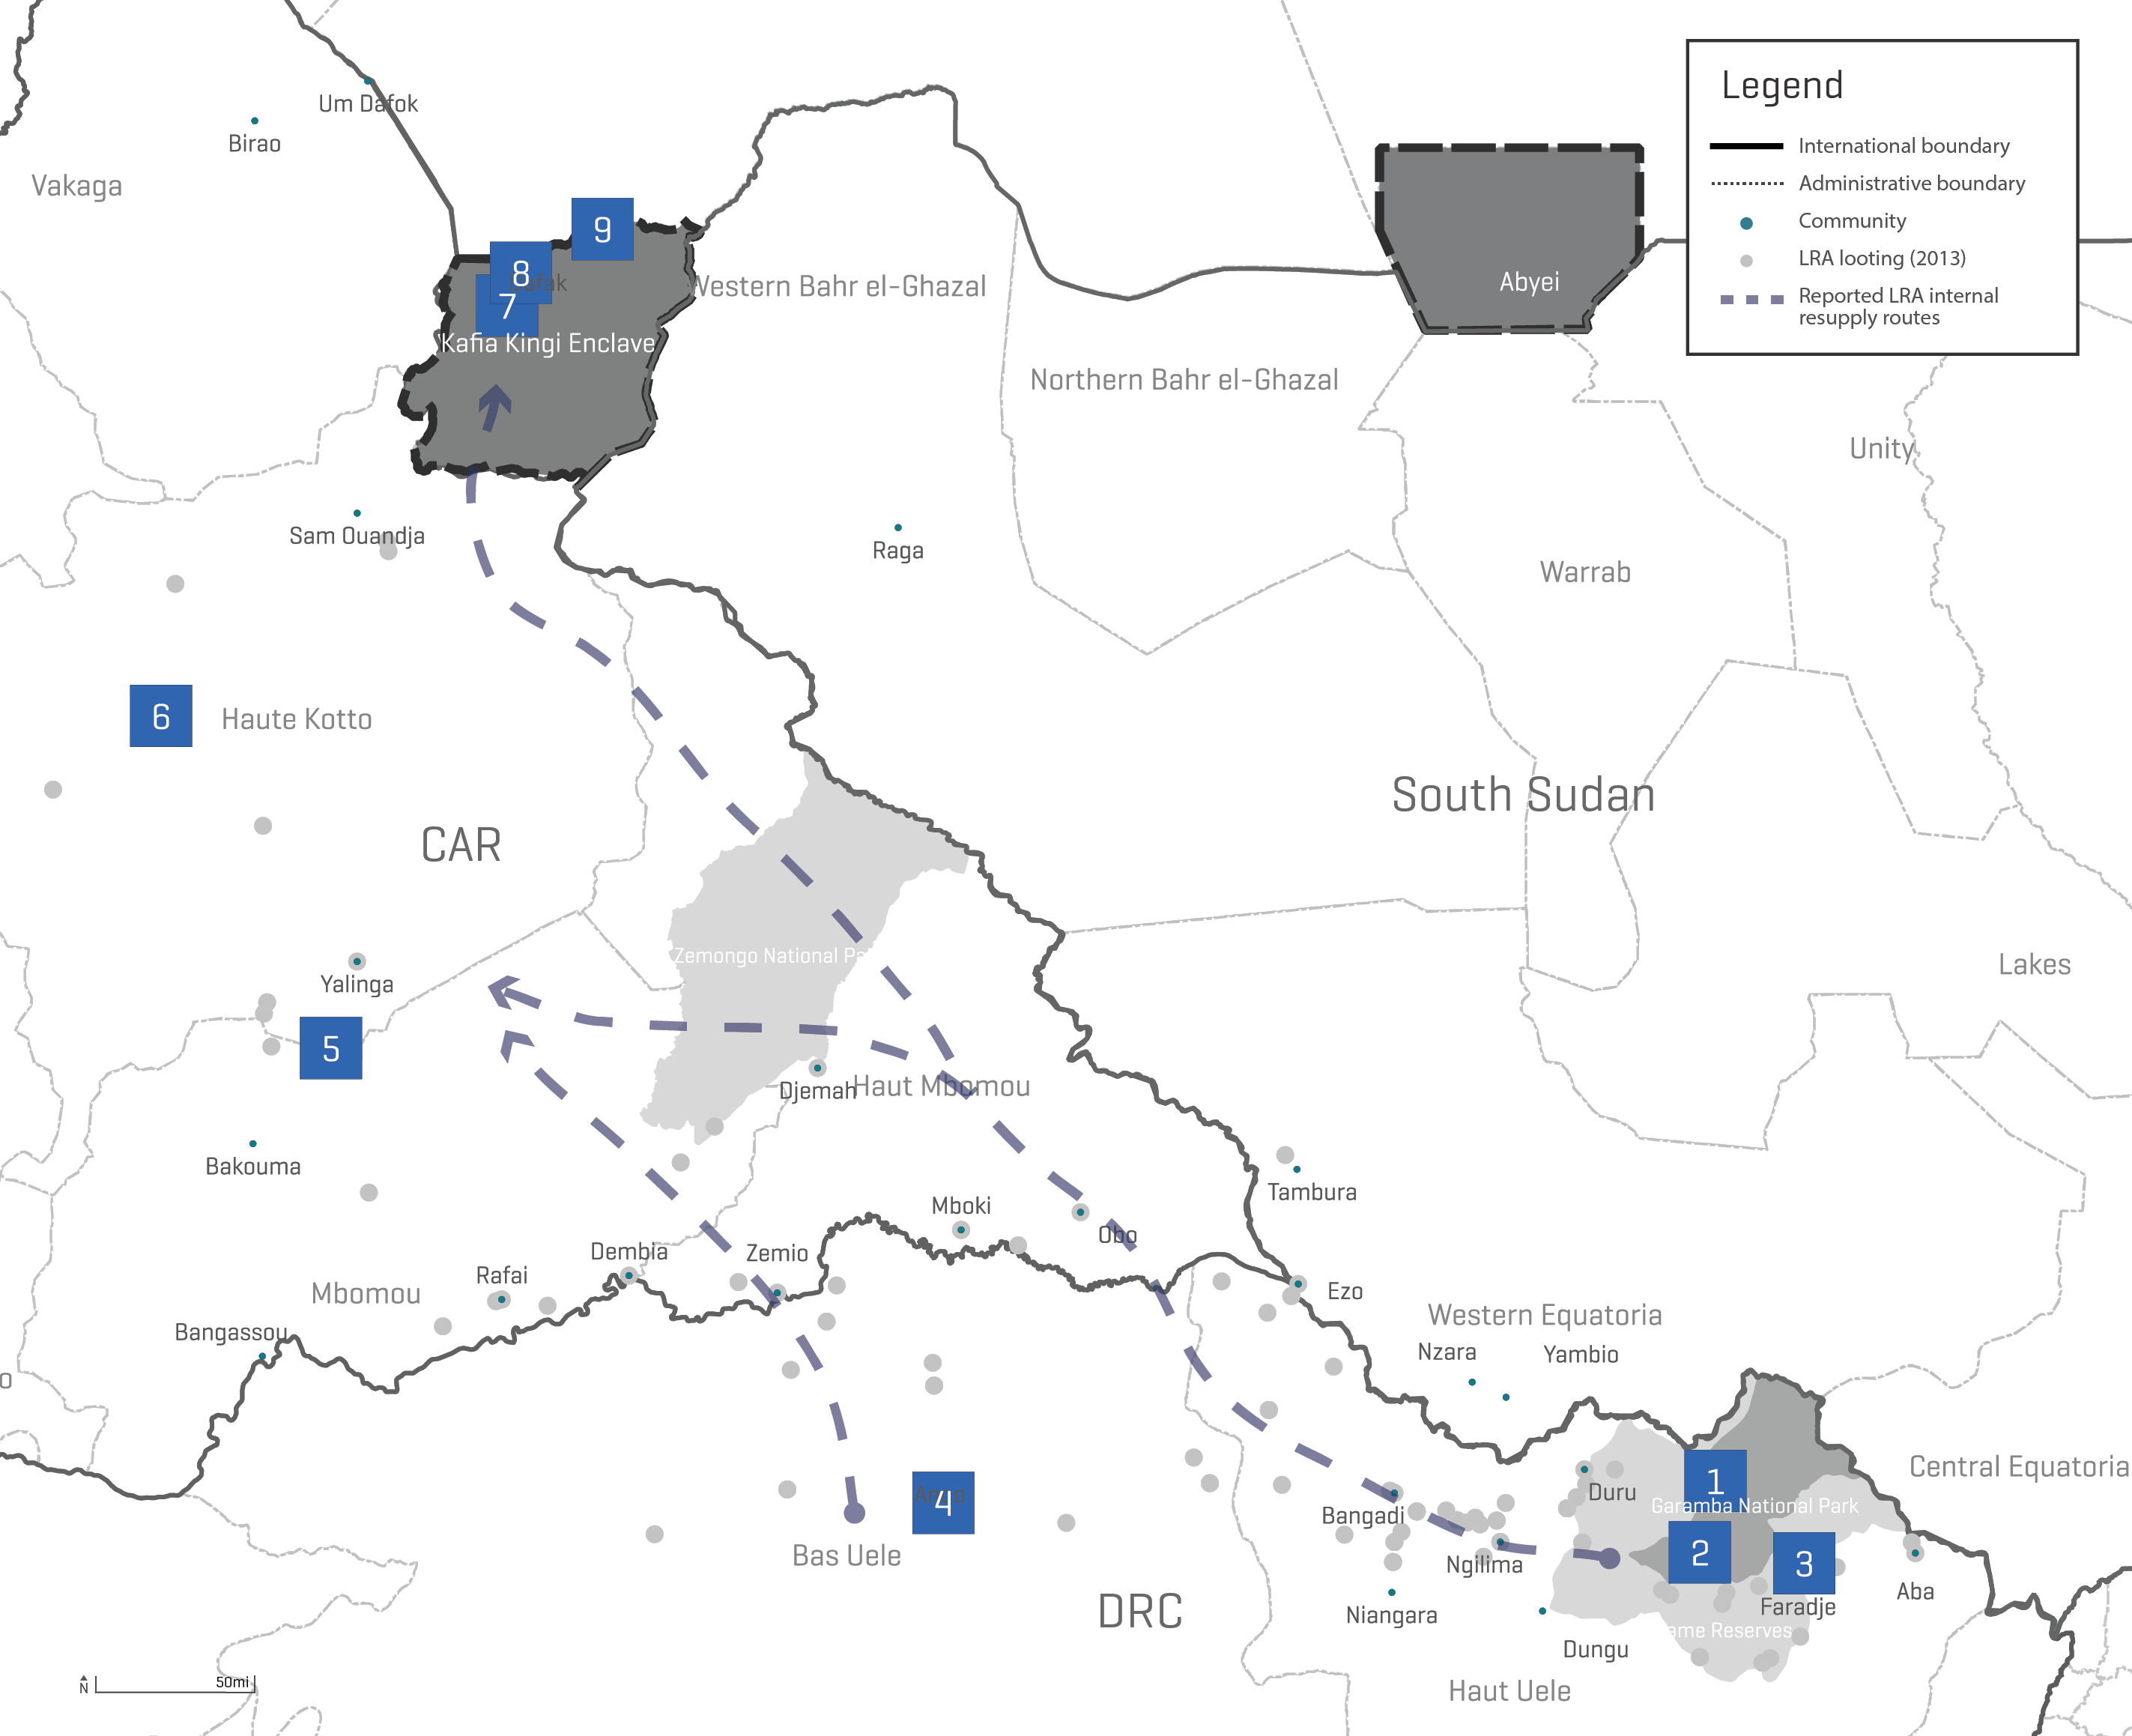 Legend
International boundary
Administrative boundary
Community
LRA looting (2013)
Reported LRA internal
resupply routes
Um Dafok
Birao
Vakaga
9
8
7
Kafia Kingi Enclave
Western Bahr el-Ghazal
Abyei
Northern Bahr el-Ghazal
Unity
Sam Ouandja
Raga
Warrab
6
Haute Kotto
South Sudan
CAR
Zemongo National Pa
Lakes
Yalinga
5
Djemah
Haut Mbomou
Bakouma
Tambura
Mboki
Obo
Dembia
Zemio
Rafai
Mbomou
Ezo
Bangassou
Western Equatoria
Nzara
Yambio
o
Central Equatoria
1
Duru
Garamba National Park
4
Bangadi
Bas Uele
Ngilima
2
3
Aba
Faradje
DRC
Niangara
ame Reserves
Dungu
Haut Uele
N
50mi